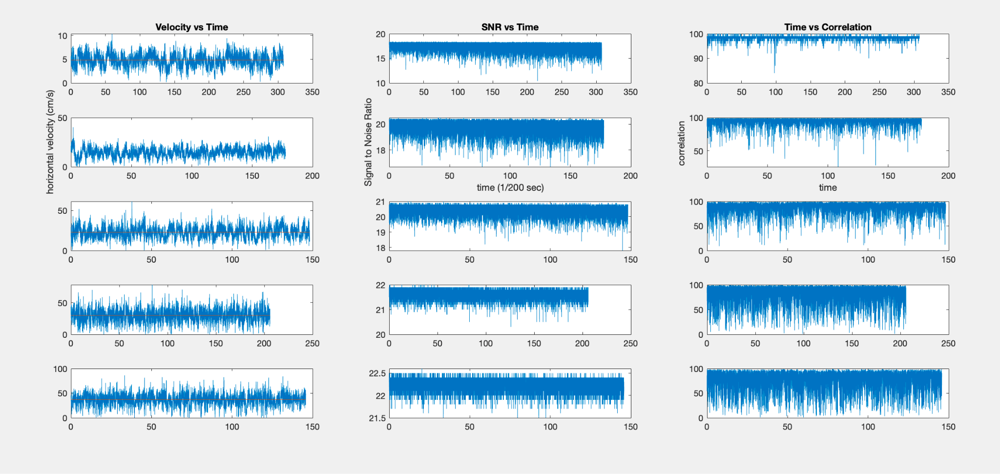 Velocity vs Time
SNR vs Time
Time vs Correlation
10
5
0
0 50 100 150 200 250 300 350
20
15
10
0 50 100 150 200 250 300 350
100
90
80
0 50 100 150 200 250 300 350
horizontal velocity (cm/s)
50
0
0 50 100 150 200
Signal to Noise Ratio
20
18
0 50 100 150 200
time (1/200 sec)
correlation
100
50
0 50 100 150 200
time
50
0
0 50 100 150
21
20
19
18
0 50 100 150
100
50
0
0 50 100 150
50
0
0 50 100 150 200 250
22
21
20
0 50 100 150 200 250
100
50
0
0 50 100 150 200 250
100
50
0
0 50 100 150
22.5
22
21.5
0 50 100 150
100
50
0
0 50 100 150